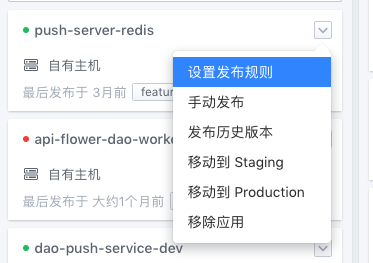 push-server-redis
设置发布规则
自有主机
手动发布
最后发布于 3月前
发布历史版本
api-flower-dao-work
移动到 Staging
自有主机
移动到 Production
最后发布于 大约1个月前
移除应用
dao-push-service-dev